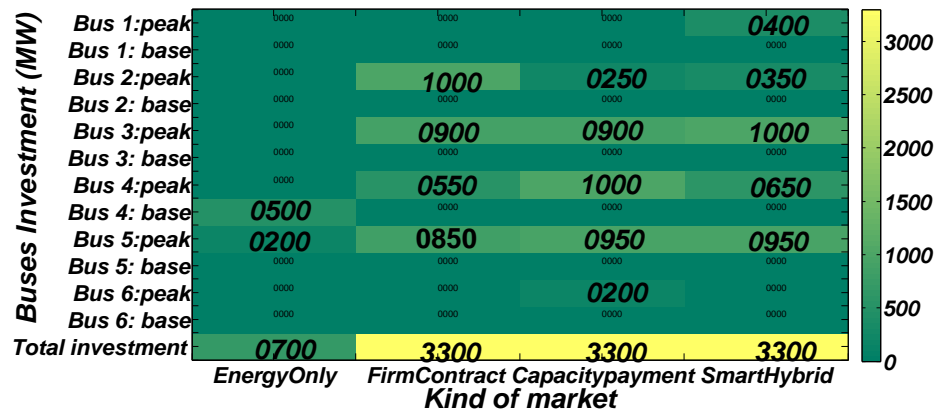 Buses Investment (MW)
Bus 1:peak 0000 0000 0000 0400
Bus 1: base 0000 0000 0000 0000
Bus 2:peak 0000 1000 0250 0350
Bus 2: base 0000 0000 0000 0000
Bus 3:peak 0000 0900 0900 1000
Bus 3: base 0000 0000 0000 0000
Bus 4:peak 0000 0550 1000 0650
Bus 4: base 0500 0000 0000 0000
Bus 5:peak 0200 0850 0950 0950
Bus 5: base 0000 0000 0000 0000
Bus 6:peak 0000 0000 0200 0000
Bus 6: base 0000 0000 0000 0000
Total investment 0700 3300 3300 3300
EnergyOnly FirmContract Capacitypayment SmartHybrid
Kind of market
3000
2500
2000
1500
1000
500
0